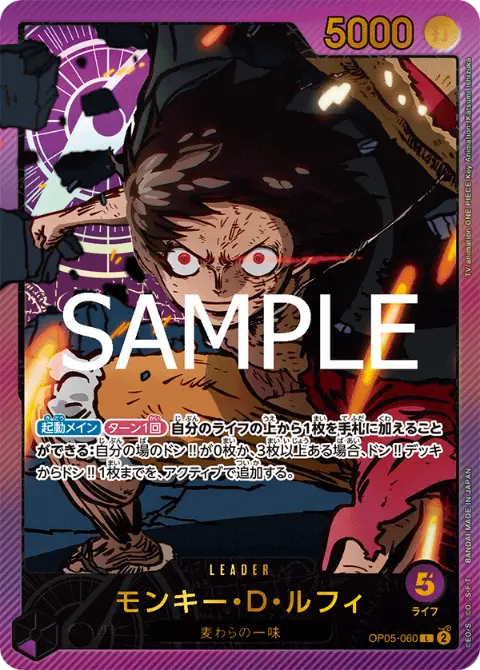 5000
TV animation ONE PIECE Key Animation: Katsumi Ishizuka
SAMPLE
起動メイン ターン1回 自分のライフの上から1枚を手札に加えること
ができる:自分の場のドン!!が0枚か、3枚以上ある場合、ドン!!デッキ
からドン!!1枚までを、アクティブで追加する。
LEADER
モンキー・D・ルフィ
麦わらの一味
5
ライフ
OP05-060 L 2
©E.O/S. ©O.・S・F・T BANDAI MADE IN JAPAN